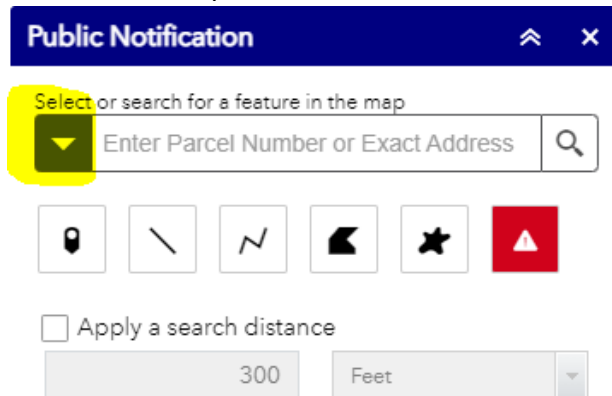 Public Notification
Select or search for a feature in the map
Enter Parcel Number or Exact Address
Apply a search distance
300 Feet